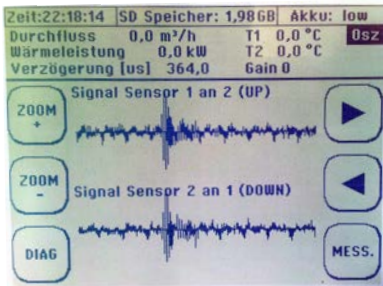 Zeit:22:18:14 SD Speicher: 1,98GB Akku: low
Durchfluss 0,0 m³/h T1 0,0 °C Osz
Wärmeleistung 0,0 kW T2 0,0 °C
Verzögerung [us] 364,0 Gain 0
Signal Sensor 1 an 2 (UP)
ZOOM
+
ZOOM
-
Signal Sensor 2 an 1 (DOWN)
DIAG
MESS.